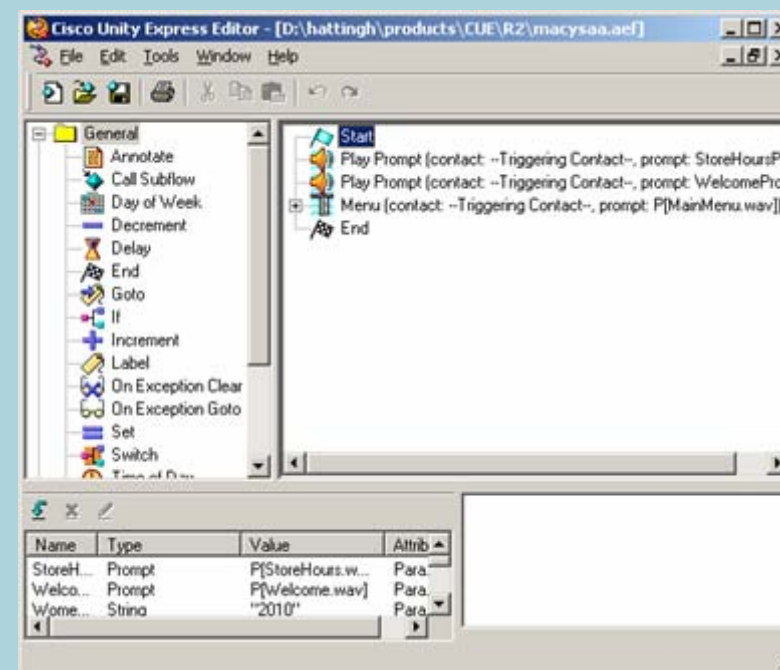 Cisco Unity Express Editor - [D:\hattingh\products\CUE\R2\macysaa.aef]
File Edit Tools Window Help
General
Annotate
Call Subflow
Day of Week
Decrement
Delay
End
Goto
If
Increment
Label
On Exception Clear
On Exception Goto
Set
Switch
Time of Day
Start
Play Prompt (contact: --Triggering Contact--, prompt: StoreHoursP
Play Prompt (contact: --Triggering Contact--, prompt: WelcomePro
Menu (contact: --Triggering Contact--, prompt: P[MainMenu.wav])
End
Name Type Value Attrib
StoreH... Prompt P[StoreHours.w... Para
Welco... Prompt P[Welcome.wav] Para
Wome... String "2010" Para